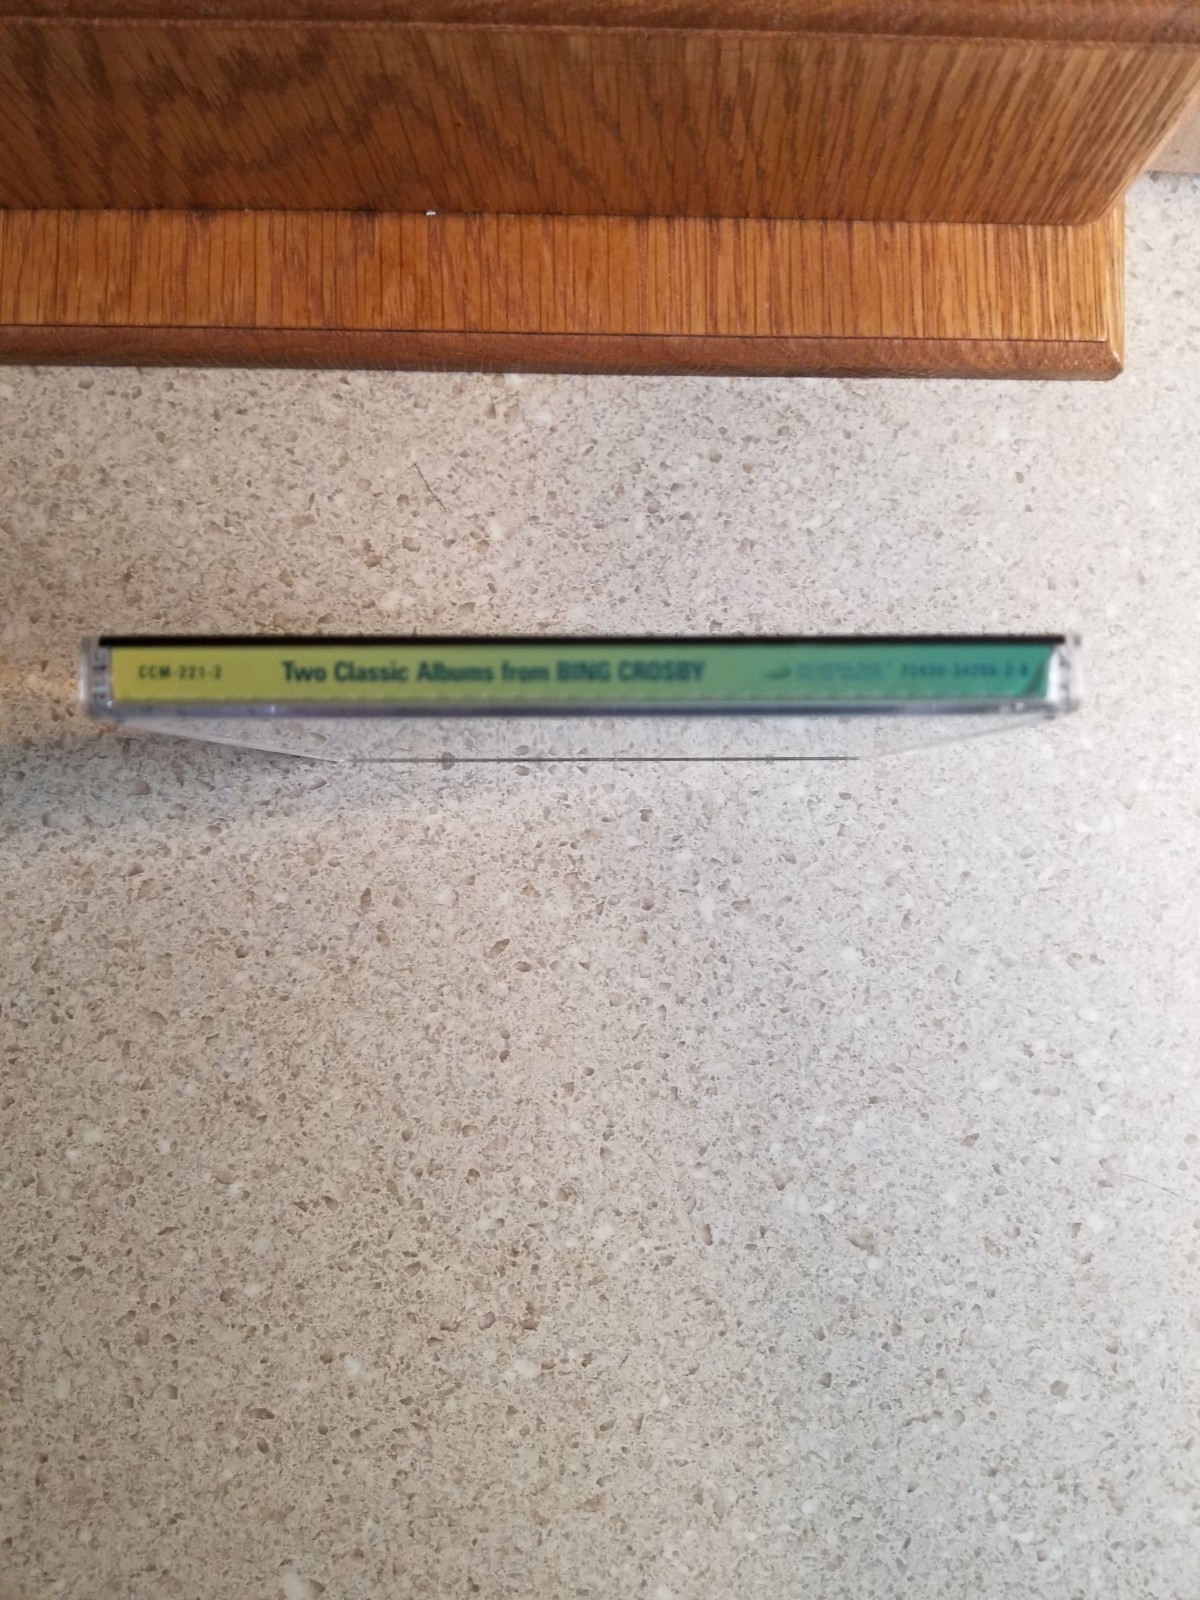 CCM-221-2 Two Classic Albums from BING CROSBY